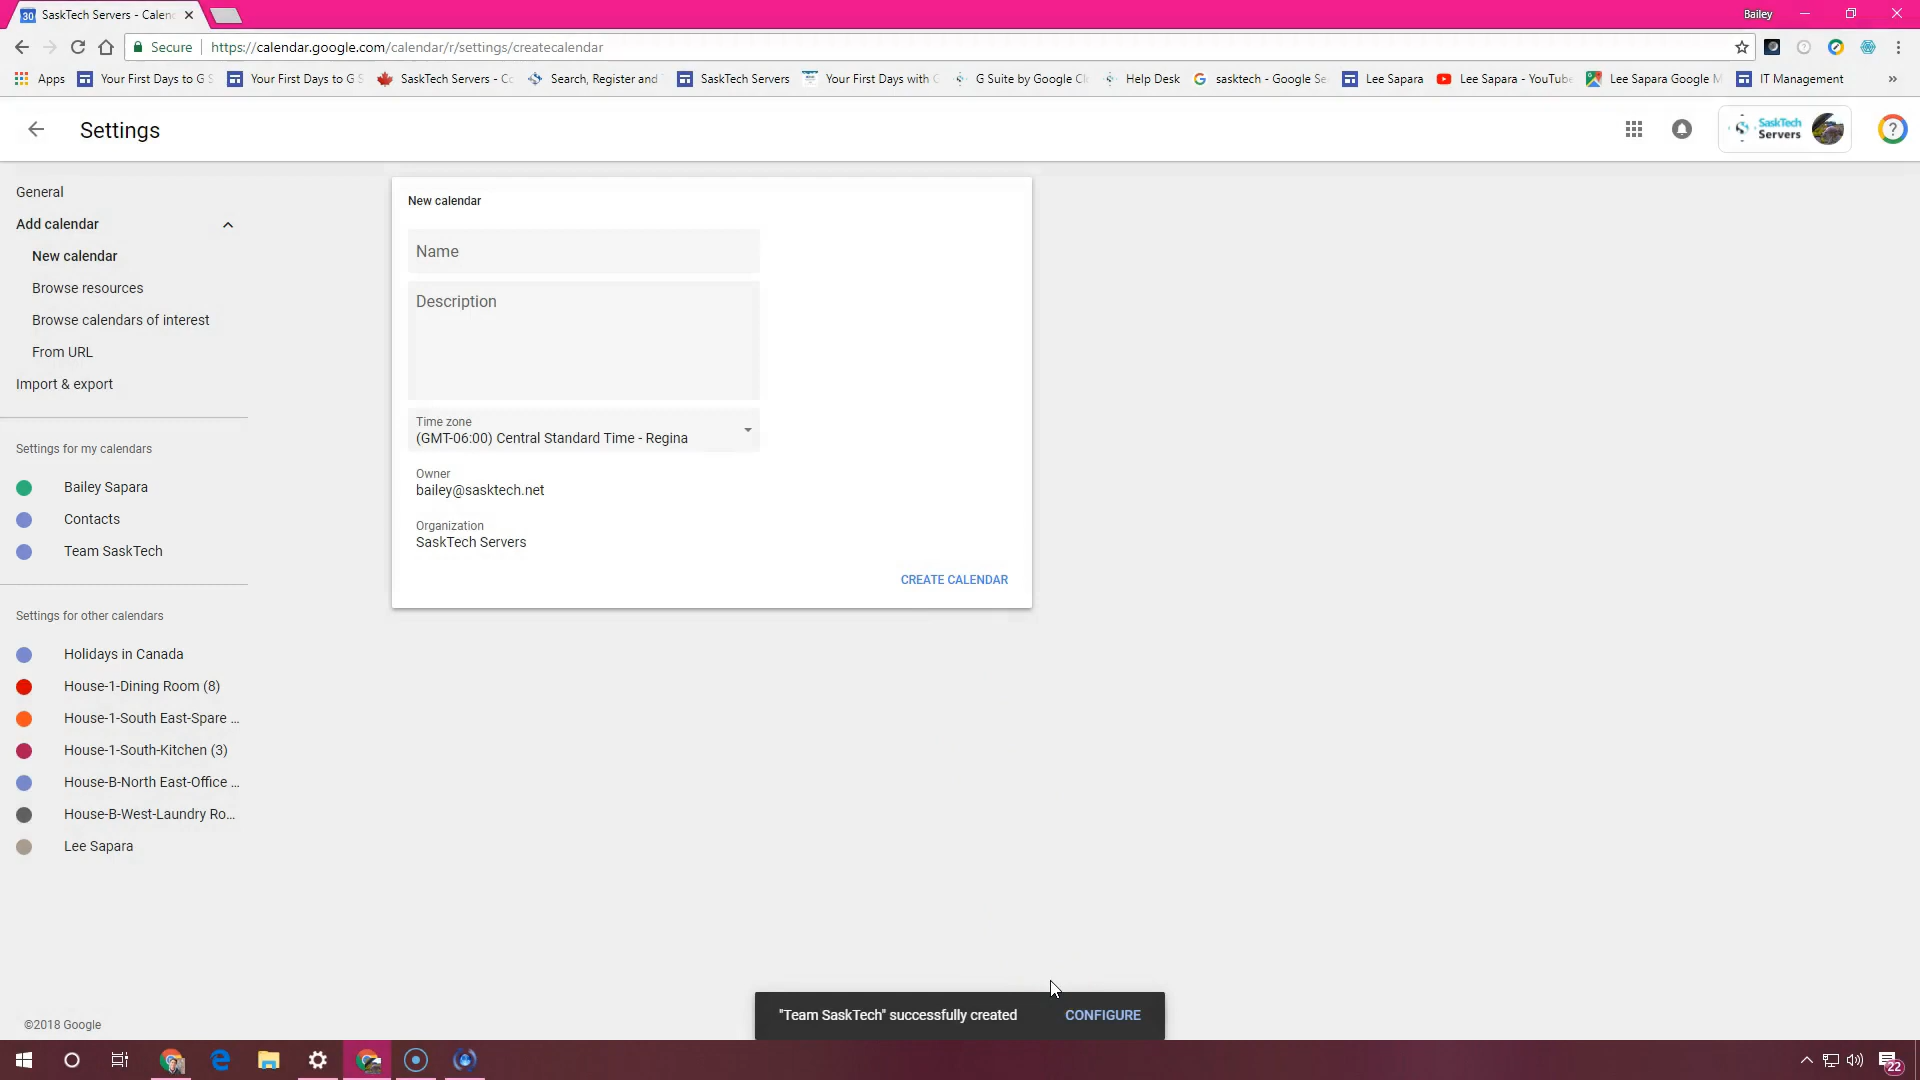 30
SaskTech Servers - Calen
Bailey
Secure
https://calendar.google.com/calendar/r/settings/createcalendar
Apps
Your First Days to G S
Your First Days to G S
SaskTech Servers - Co
Search, Register and
SaskTech Servers
Your First Days with G
G Suite by Google Cl
Help Desk
G
sasktech - Google Se
Lee Sapara
Lee Sapara - YouTube
Lee Sapara Google M
IT Management
»
Settings
SaskTech
Servers
?
General
Add calendar
New calendar
Browse resources
Browse calendars of interest
From URL
Import & export
Settings for my calendars
Bailey Sapara
Contacts
Team SaskTech
Settings for other calendars
Holidays in Canada
House-1-Dining Room (8)
House-1-South East-Spare ...
House-1-South-Kitchen (3)
House-B-North East-Office ...
House-B-West-Laundry Ro...
Lee Sapara
©2018 Google
New calendar
Name
Description
Time zone
(GMT-06:00) Central Standard Time - Regina
Owner
bailey@sasktech.net
Organization
SaskTech Servers
CREATE CALENDAR
"Team SaskTech" successfully created
CONFIGURE
22